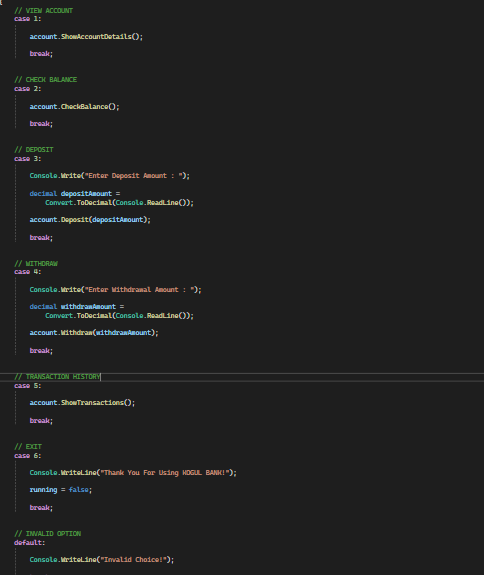 {
// VIEW ACCOUNT
case 1:
account.ShowAccountDetails();
break;
// CHECK BALANCE
case 2:
account.CheckBalance();
break;
// DEPOSIT
case 3:
Console.Write("Enter Deposit Amount : ");
decimal depositAmount =
Convert.ToDecimal(Console.ReadLine());
account.Deposit(depositAmount);
break;
// WITHDRAW
case 4:
Console.Write("Enter Withdrawal Amount : ");
decimal withdrawAmount =
Convert.ToDecimal(Console.ReadLine());
account.Withdraw(withdrawAmount);
break;
// TRANSACTION HISTORY
case 5:
account.ShowTransactions();
break;
// EXIT
case 6:
Console.WriteLine("Thank You For Using KOGUL BANK!");
running = false;
break;
// INVALID OPTION
default:
Console.WriteLine("Invalid Choice!");